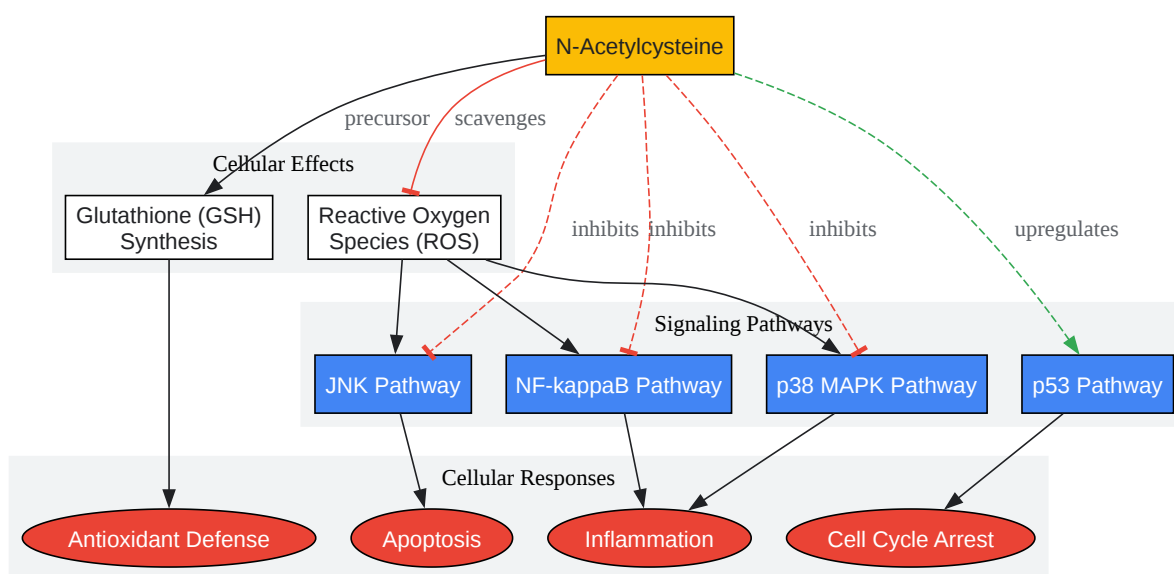 N-Acetylcysteine
precursor
scavenges
Cellular Effects
Glutathione (GSH)
Synthesis
Reactive Oxygen
Species (ROS)
inhibits
inhibits
inhibits
upregulates
Signaling Pathways
JNK Pathway
NF-kappaB Pathway
p38 MAPK Pathway
p53 Pathway
Cellular Responses
Antioxidant Defense
Apoptosis
Inflammation
Cell Cycle Arrest